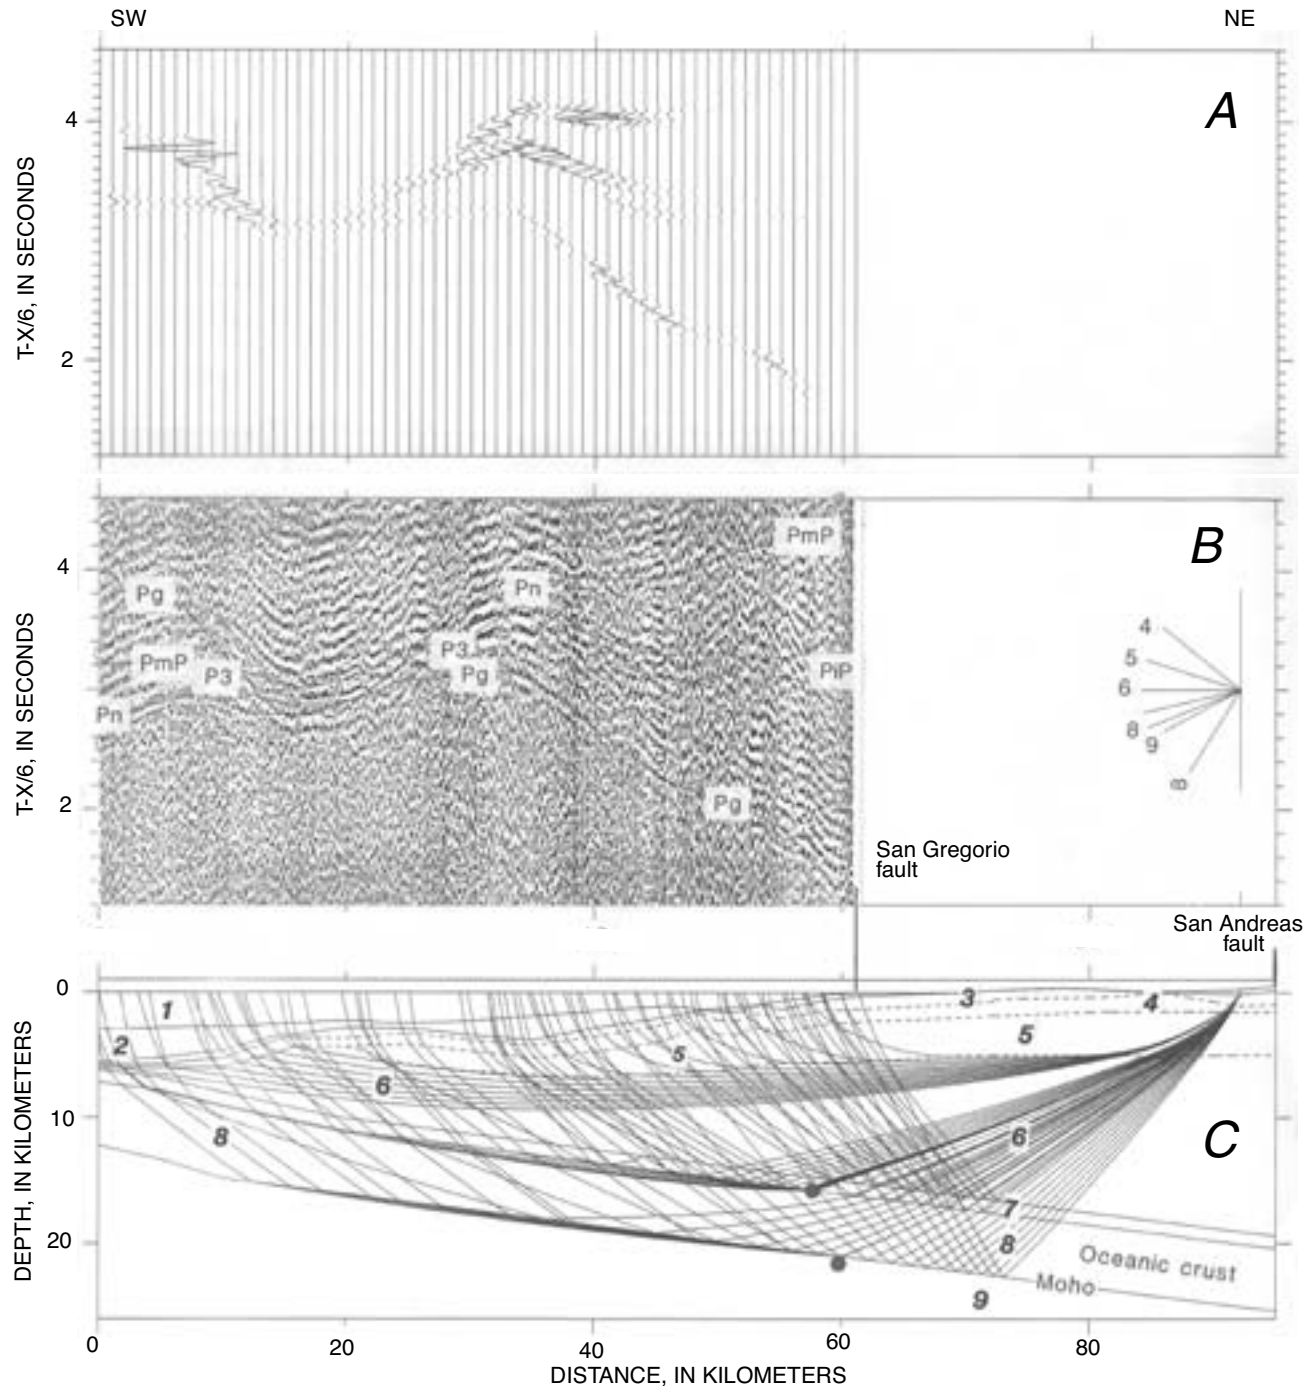 SW NE
A
4
2
T-X/6, IN SECONDS
B
PmP
4
Pg
Pn
4
PmP P3
P3
Pg
PiP
5
6
Pn
8
9
∞
2
Pg
T-X/6, IN SECONDS
San Gregorio
fault
San Andreas
fault
0
1
3
4
2
5
5
6
10
8
6
C
7
20
8
Oceanic crust
Moho
9
DEPTH, IN KILOMETERS
0 20 40 60 80
DISTANCE, IN KILOMETERS